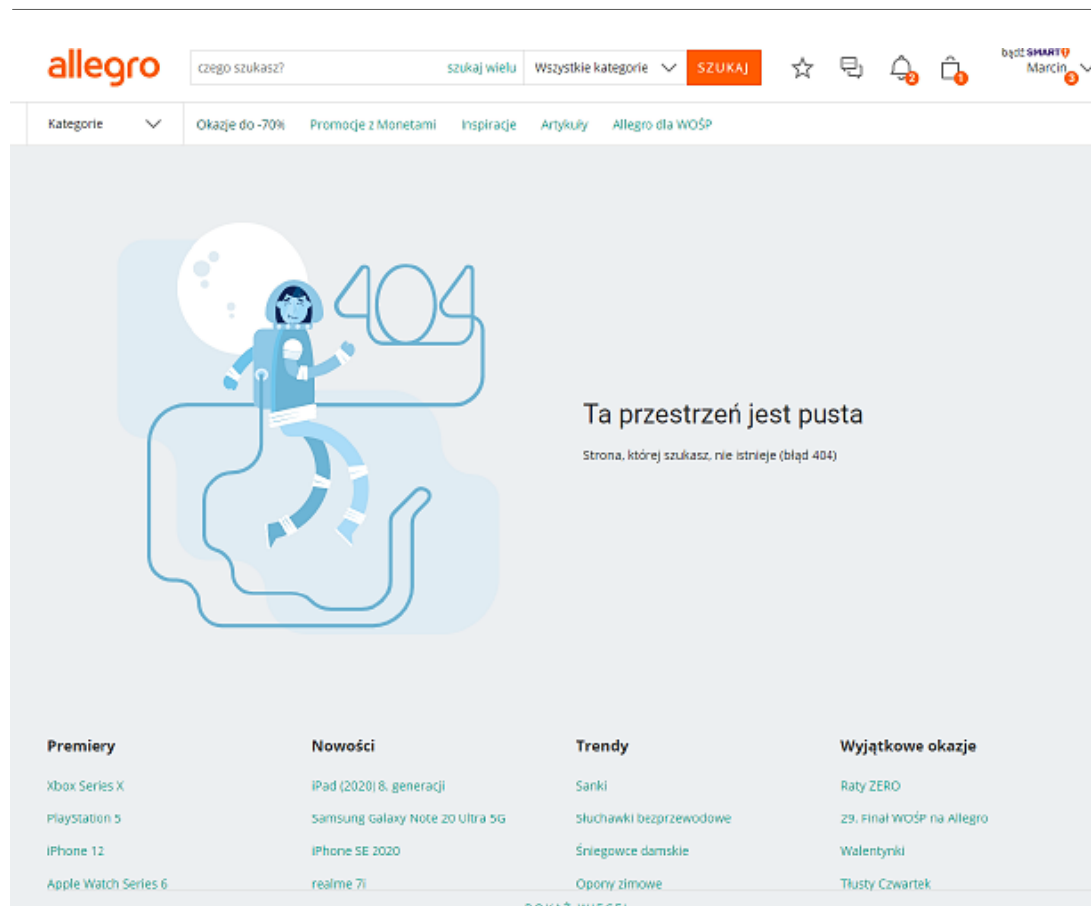 allegro
czego szukasz?
szukaj wielu
Wszystkie kategorie
SZUKAJ
2
1
bądź SMART!
Marcin
3
Kategorie
Okazje do -70%
Promocje z Monetami
Inspiracje
Artykuły
Allegro dla WOŚP
404
Ta przestrzeń jest pusta
Strona, której szukasz, nie istnieje (błąd 404)
Premiery
Xbox Series X
PlayStation 5
iPhone 12
Apple Watch Series 6
Nowości
iPad (2020) 8. generacji
Samsung Galaxy Note 20 Ultra 5G
iPhone SE 2020
realme 7i
Trendy
Sanki
Słuchawki bezprzewodowe
Śniegowce damskie
Opony zimowe
Wyjątkowe okazje
Raty ZERO
29. Finał WOŚP na Allegro
Walentynki
Tłusty Czwartek